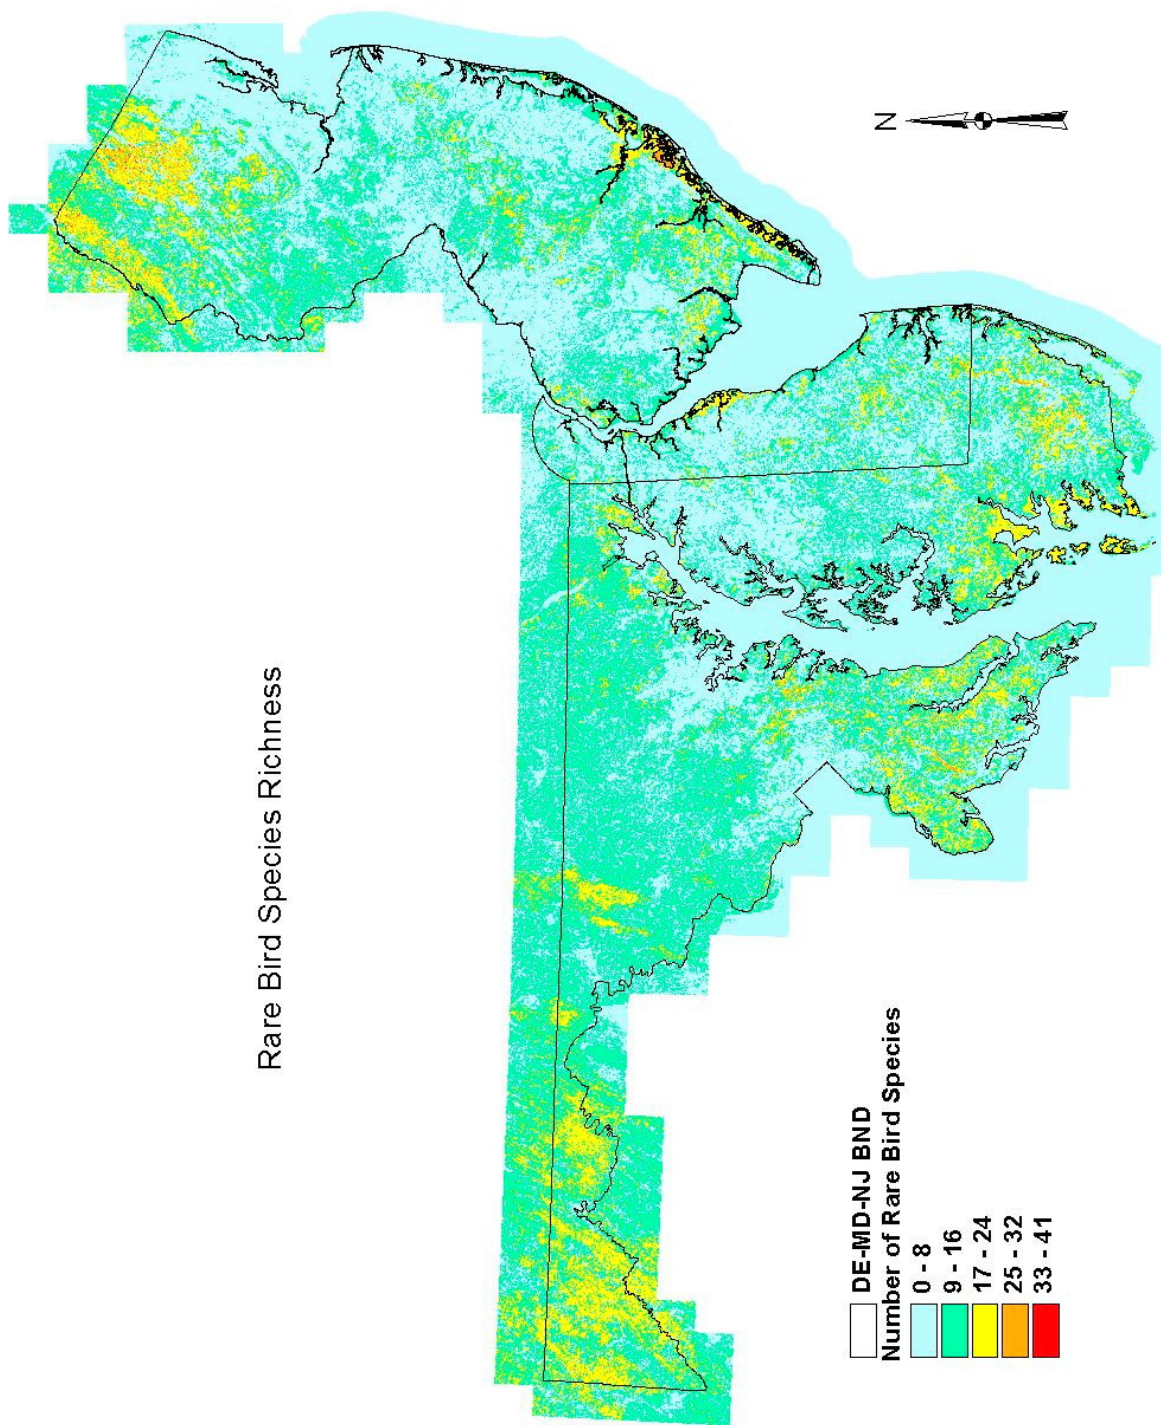 Rare Bird Species Richness
N
DE-MD-NJ BND
Number of Rare Bird Species
0 - 8
9 - 16
17 - 24
25 - 32
33 - 41